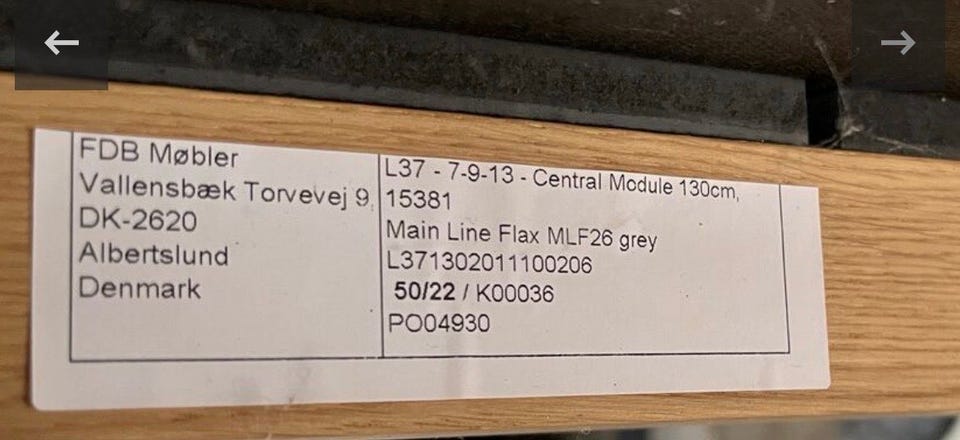 FDB Møbler
Vallensbæk Torvevej 9,
DK-2620
Albertslund
Denmark
L37 - 7-9-13 - Central Module 130cm,
15381
Main Line Flax MLF26 grey
L371302011100206
50/22 / K00036
PO04930